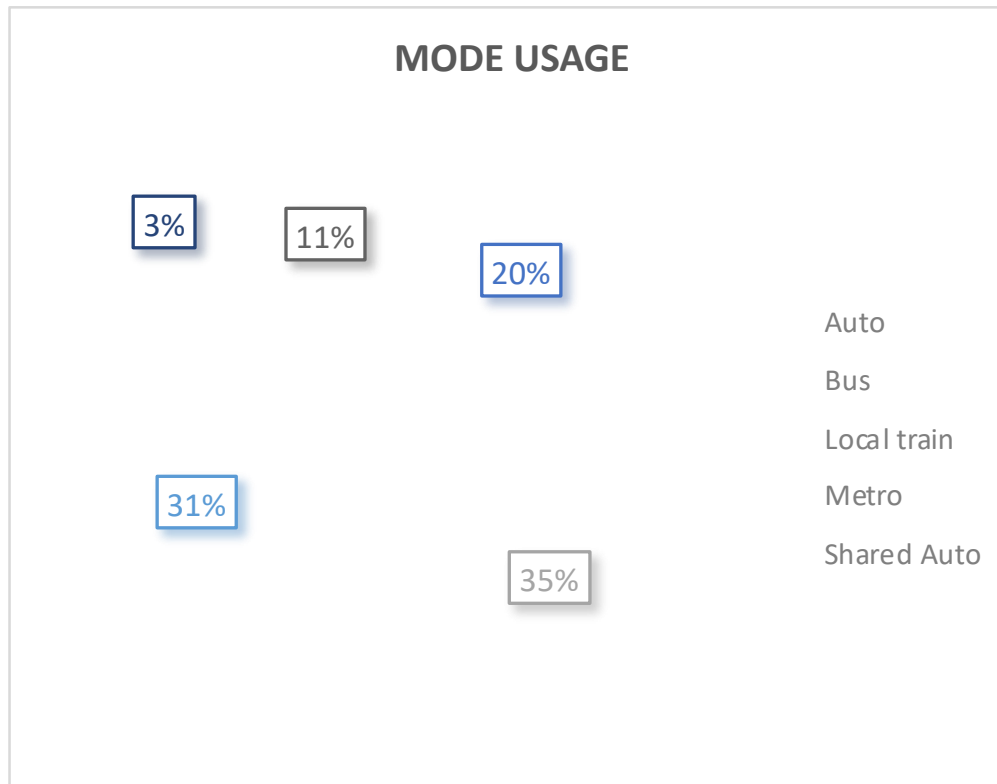 MODE USAGE
3%
11%
20%
Auto
Bus
Local train
Metro
Shared Auto
31%
35%